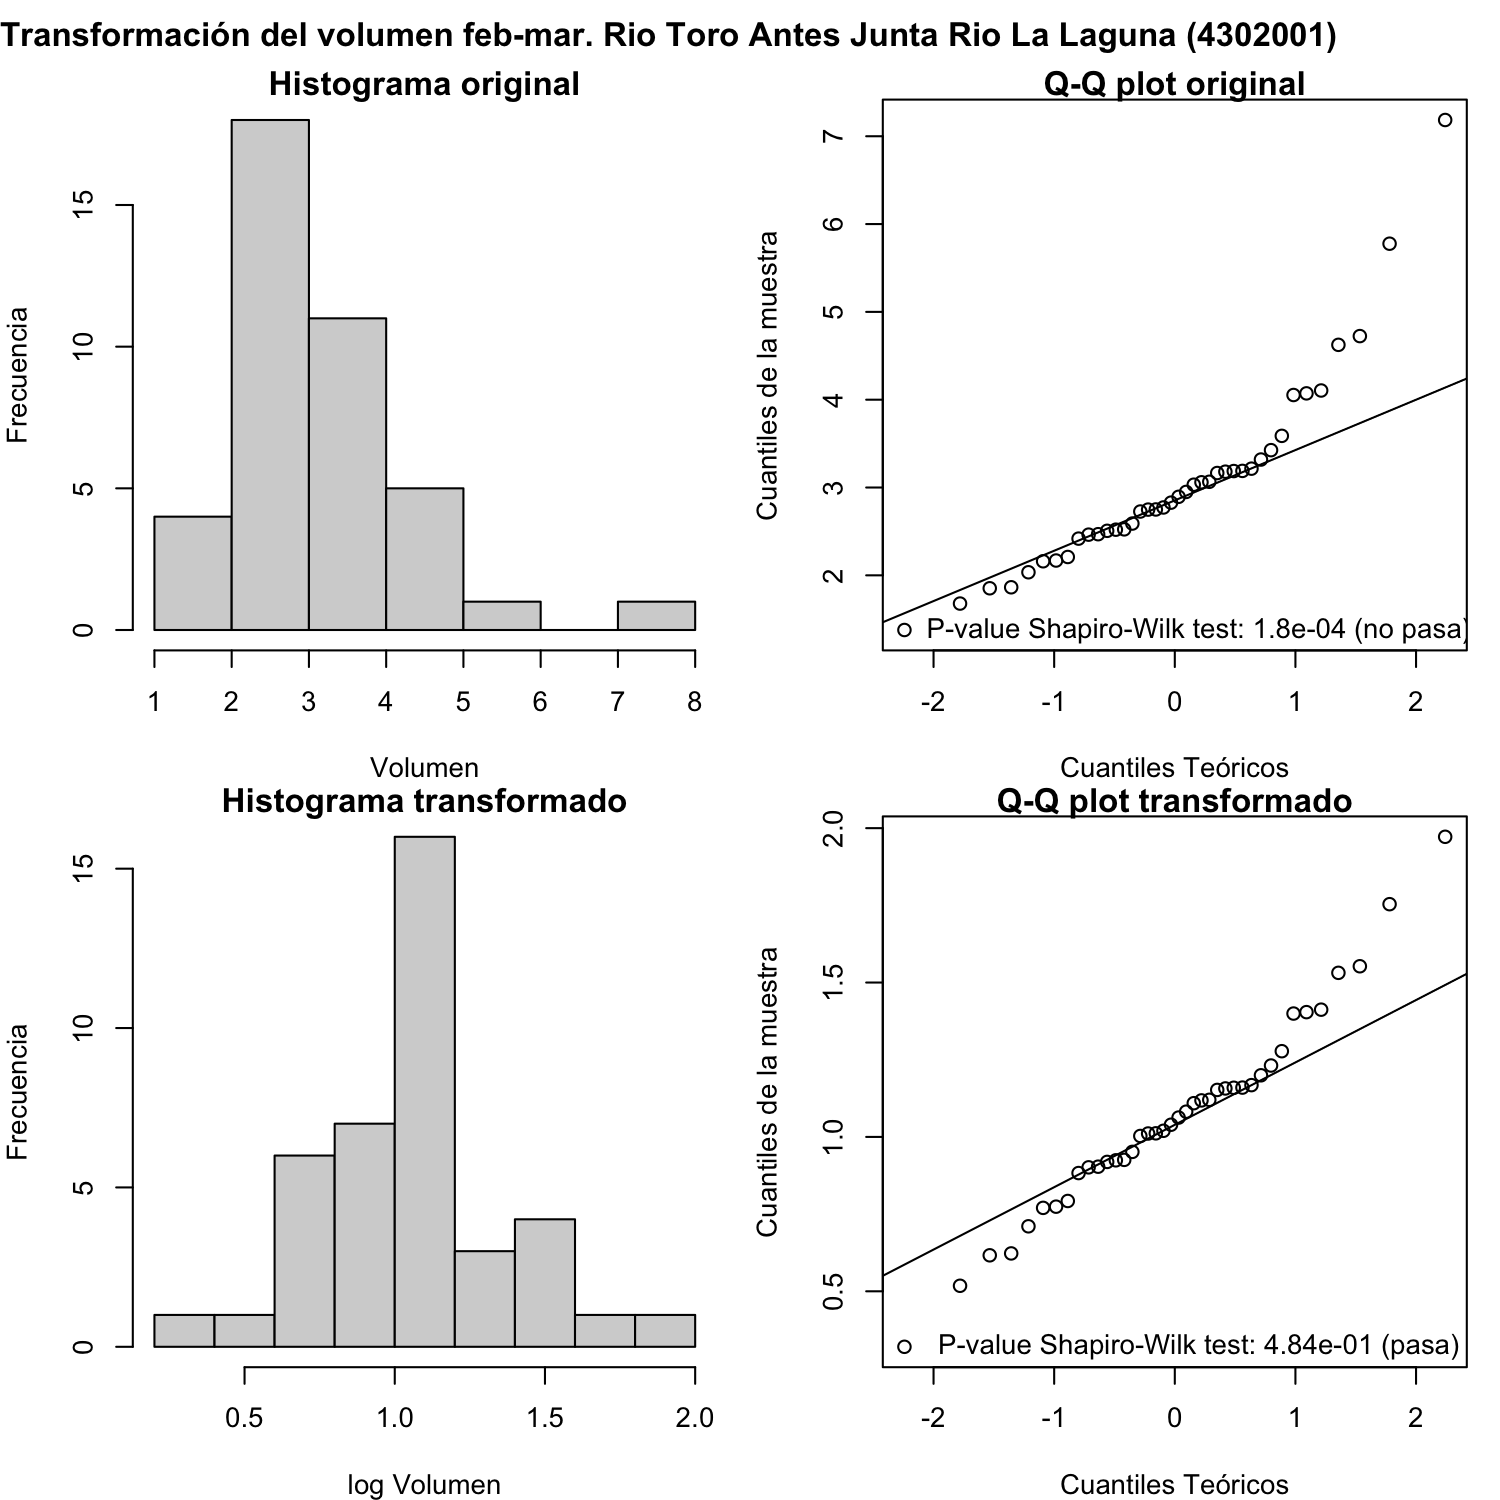 Transformación del volumen feb-mar. Rio Toro Antes Junta Rio La Laguna (4302001)
Histograma original
Frecuencia
0
5
10
15
1 2 3 4 5 6 7 8
Volumen
Q-Q plot original
Cuantiles de la muestra
2
3
4
5
6
7
P-value Shapiro-Wilk test: 1.8e-04 (no pasa)
-2 -1 0 1 2
Cuantiles Teóricos
Histograma transformado
Frecuencia
0
5
10
15
0.5 1.0 1.5 2.0
log Volumen
Q-Q plot transformado
Cuantiles de la muestra
0.5
1.0
1.5
2.0
P-value Shapiro-Wilk test: 4.84e-01 (pasa)
-2 -1 0 1 2
Cuantiles Teóricos